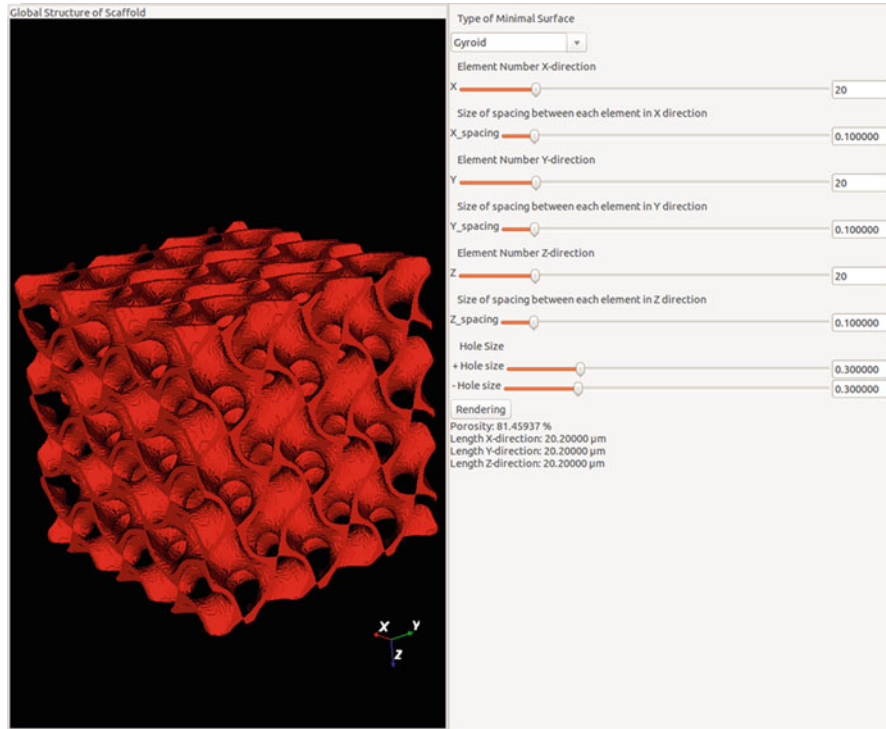 Global Structure of Scaffold
Type of Minimal Surface
Gyroid
Element Number X-direction
X 20
Size of spacing between each element in X direction
X_spacing 0.100000
Element Number Y-direction
Y 20
Size of spacing between each element in Y direction
Y_spacing 0.100000
Element Number Z-direction
Z 20
Size of spacing between each element in Z direction
Z_spacing 0.100000
Hole Size
+ Hole size 0.300000
- Hole size 0.300000
Rendering
Porosity: 81.45937 %
Length X-direction: 20.20000 µm
Length Y-direction: 20.20000 µm
Length Z-direction: 20.20000 µm
X Y
Z